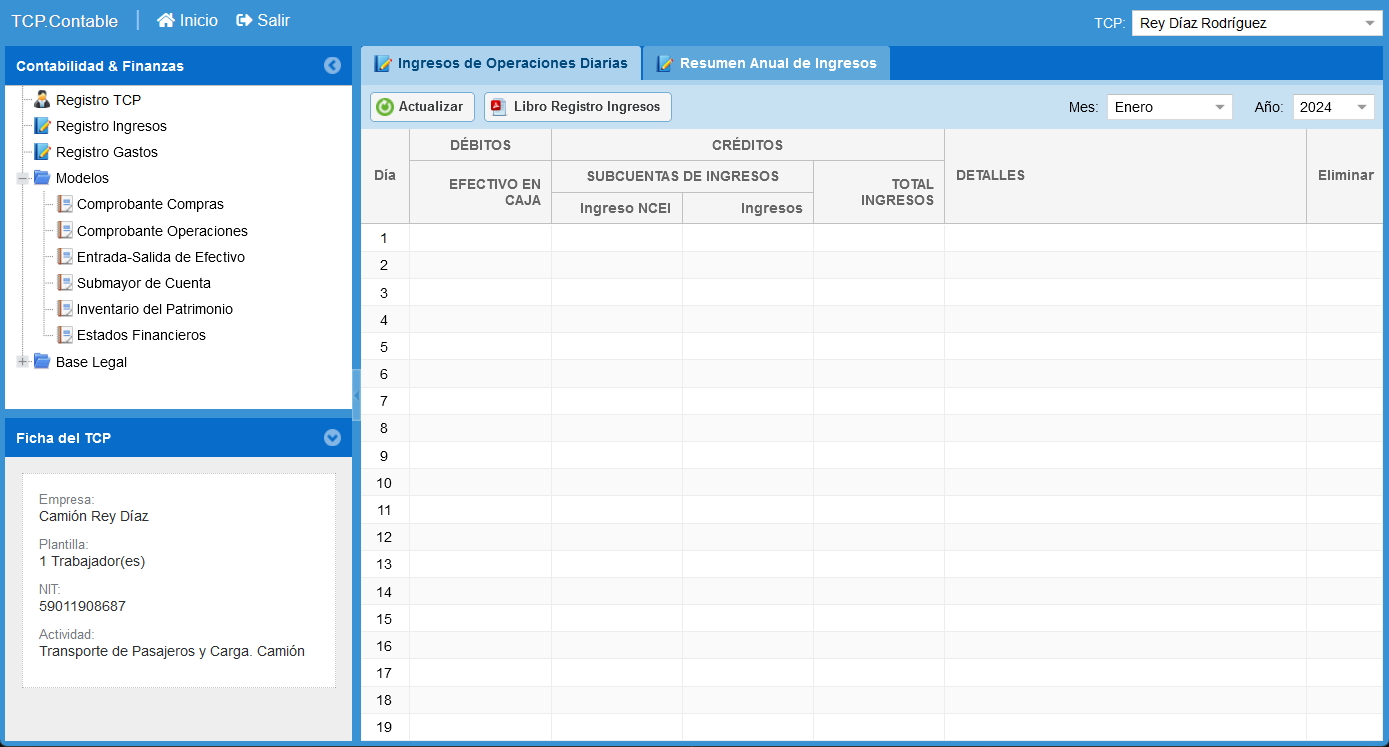 TCP.Contable
Inicio
Salir
TCP:
Rey Díaz Rodríguez
Contabilidad & Finanzas
Registro TCP
Registro Ingresos
Registro Gastos
Modelos
Comprobante Compras
Comprobante Operaciones
Entrada-Salida de Efectivo
Submayor de Cuenta
Inventario del Patrimonio
Estados Financieros
Base Legal
Ficha del TCP
Empresa:
Camión Rey Díaz
Plantilla:
1 Trabajador(es)
NIT:
59011908687
Actividad:
Transporte de Pasajeros y Carga. Camión
Ingresos de Operaciones Diarias
Resumen Anual de Ingresos
Actualizar
Libro Registro Ingresos
Mes:
Enero
Año:
2024
Día
DÉBITOS
EFECTIVO EN
CAJA
CRÉDITOS
SUBCUENTAS DE INGRESOS
Ingreso NCEI
Ingresos
TOTAL
INGRESOS
DETALLES
Eliminar
1
2
3
4
5
6
7
8
9
10
11
12
13
14
15
16
17
18
19